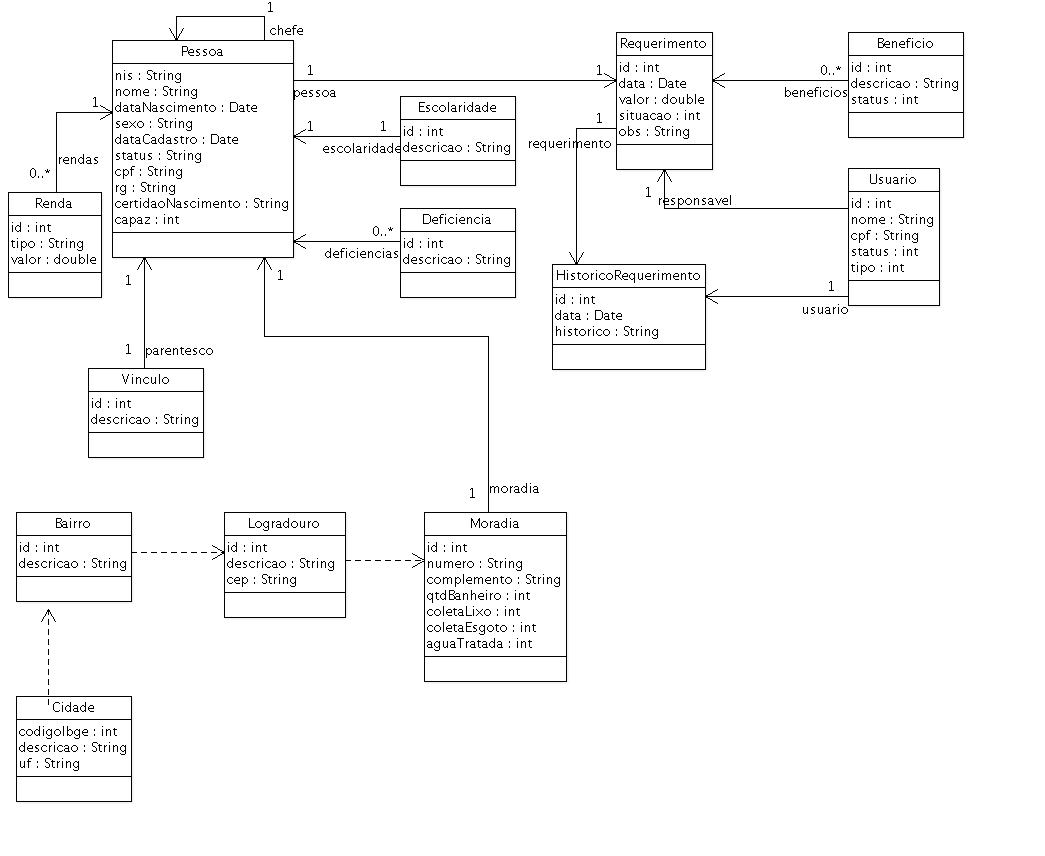 1
chefe
Pessoa
nis : String
nome : String
dataNascimento : Date
sexo : String
dataCadastro : Date
status : String
cpf : String
rg : String
certidaoNascimento : String
capaz : int
1
pessoa
1
Requerimento
id : int
data : Date
valor : double
situacao : int
obs : String
0..*
beneficios
Beneficio
id : int
descricao : String
status : int
1
rendas
0..*
Renda
id : int
tipo : String
valor : double
1
1
escolaridade
Escolaridade
id : int
descricao : String
0..*
deficiencias
Deficiencia
id : int
descricao : String
1
requerimento
1
responsavel
Usuario
id : int
nome : String
cpf : String
status : int
tipo : int
HistoricoRequerimento
id : int
data : Date
historico : String
1
usuario
1
1
1
parentesco
Vinculo
id : int
descricao : String
1
moradia
Bairro
id : int
descricao : String
Logradouro
id : int
descricao : String
cep : String
Moradia
id : int
numero : String
complemento : String
qtdBanheiro : int
coletaLixo : int
coletaEsgoto : int
aguaTratada : int
Cidade
codigoIbge : int
descricao : String
uf : String